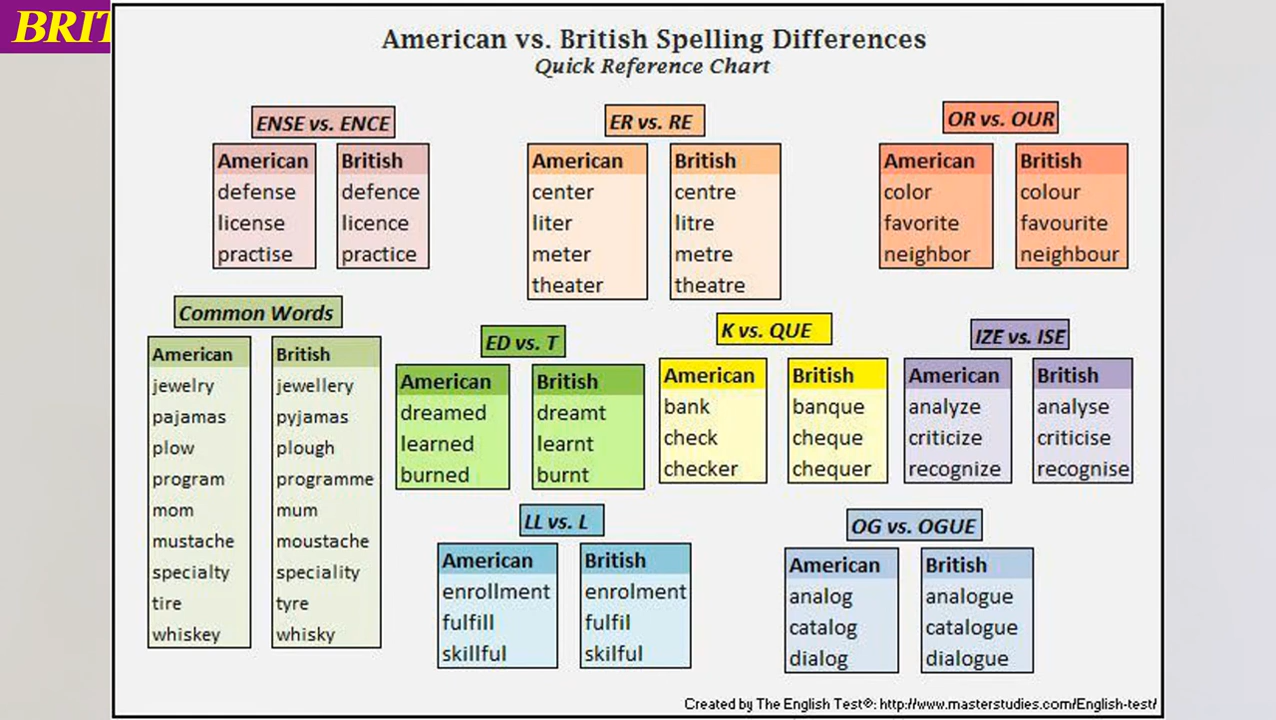 BRIT
American vs. British Spelling Differences
Quick Reference Chart
ENSE vs. ENCE
American British
defense defence
license licence
practise practice
ER vs. RE
American British
center centre
liter litre
meter metre
theater theatre
OR vs. OUR
American British
color colour
favorite favourite
neighbor neighbour
Common Words
American British
jewelry jewellery
pajamas pyjamas
plow plough
program programme
mom mum
mustache moustache
specialty speciality
tire tyre
whiskey whisky
ED vs. T
American British
dreamed dreamt
learned learnt
burned burnt
K vs. QUE
American British
bank banque
check cheque
checker chequer
IZE vs. ISE
American British
analyze analyse
criticize criticise
recognize recognise
LL vs. L
American British
enrollment enrolment
fulfill fulfil
skillful skilful
OG vs. OGUE
American British
analog analogue
catalog catalogue
dialog dialogue
Created by The English Test®: http://www.masterstudies.com/English-test/